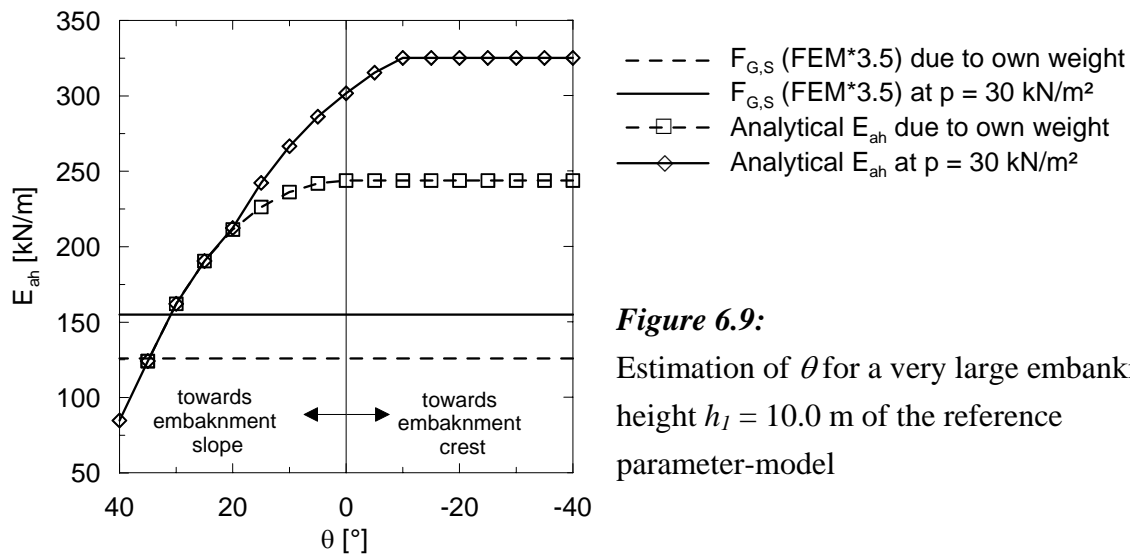 350
300
250
200
150
100
50
E_ah [kN/m]
40
20
0
-20
-40
θ [°]
towards
embaknment
slope
towards
embaknment
crest
F_G,S (FEM*3.5) due to own weight
F_G,S (FEM*3.5) at p = 30 kN/m²
Analytical E_ah due to own weight
Analytical E_ah at p = 30 kN/m²
Figure 6.9:
Estimation of θ for a very large embank
height h_1 = 10.0 m of the reference
parameter-model